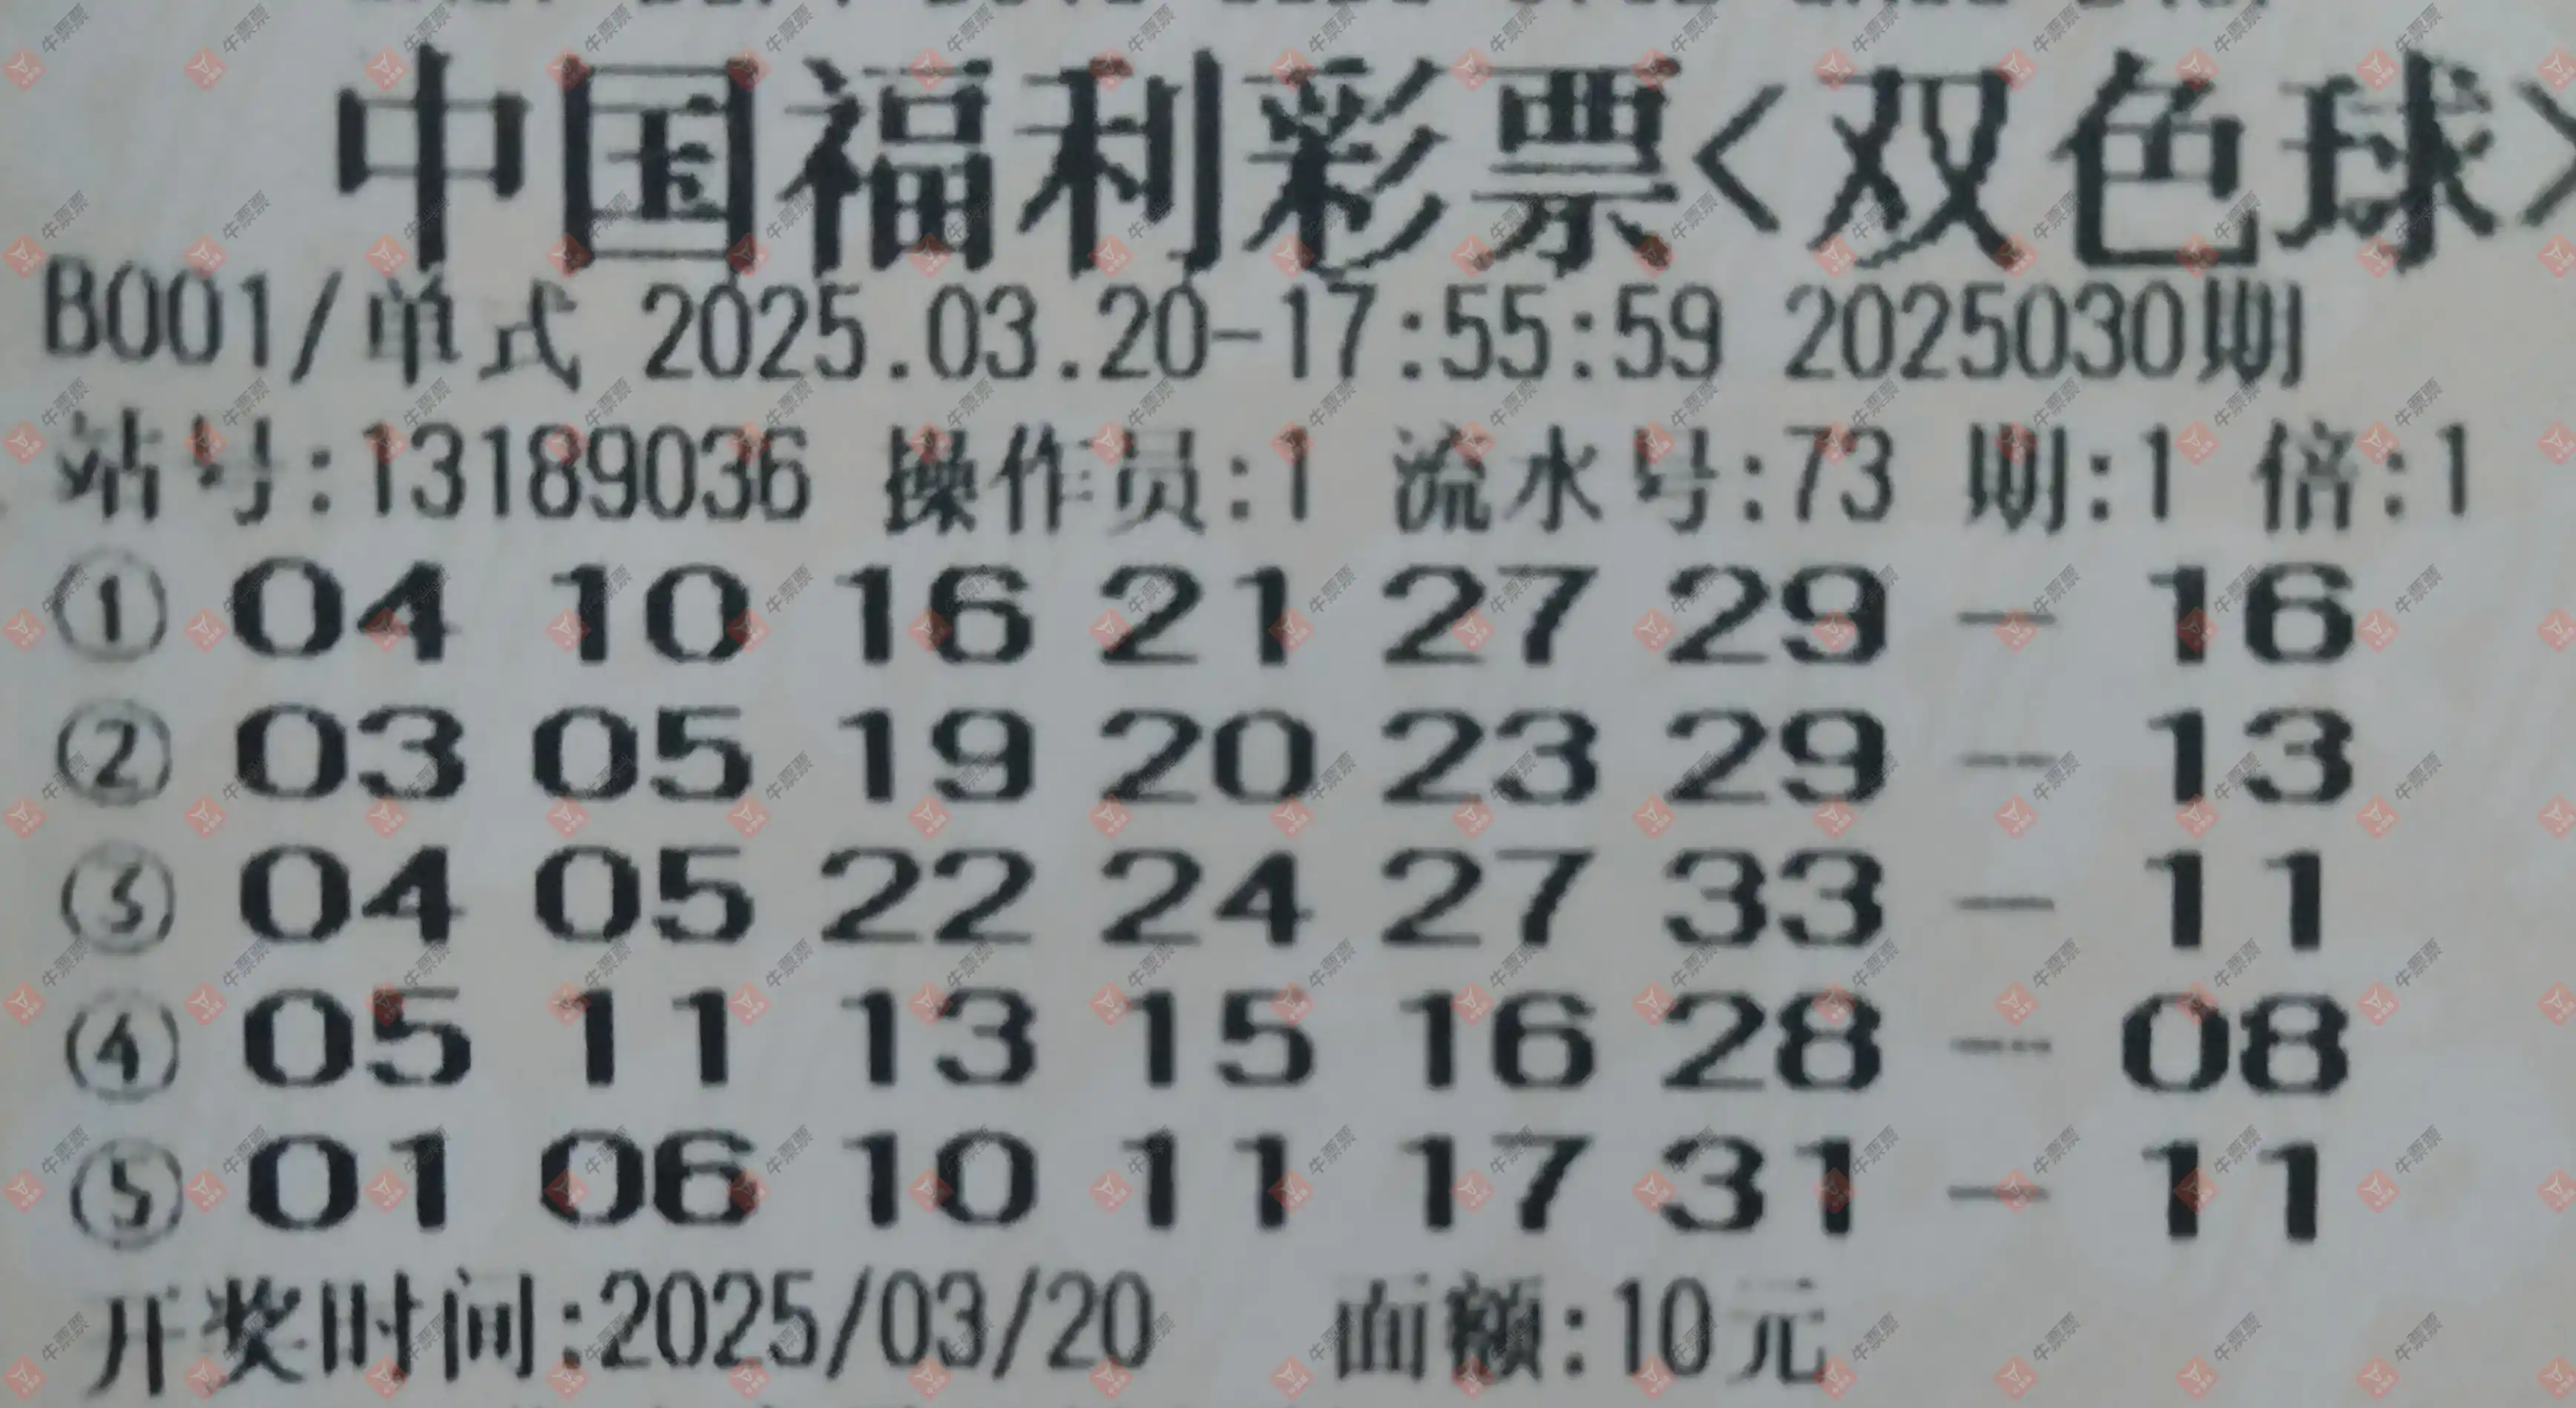 中国福利彩票<双色球>
B001/单式 2025.03.20-17:55:59 2025030期
站号:13189036 操作员:1 流水号:73 期:1 倍:1
① 04 10 16 21 27 29 — 16
② 03 05 19 20 23 29 — 13
③ 04 05 22 24 27 33 — 11
④ 05 11 13 15 16 28 — 08
⑤ 01 06 10 11 17 31 — 11
开奖时间:2025/03/20 面额:10元
牛票票